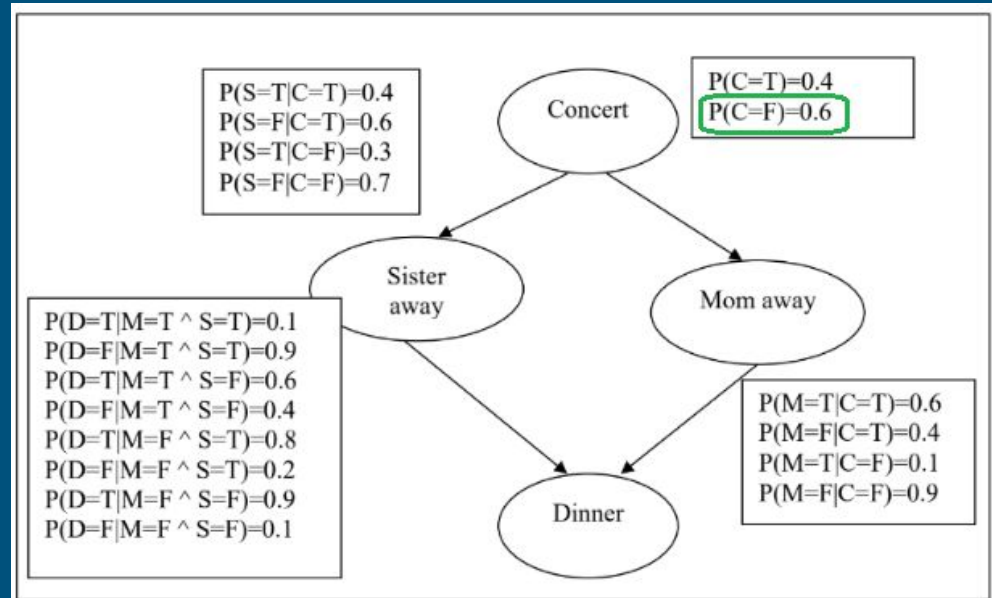 P(S=T|C=T)=0.4
P(S=F|C=T)=0.6
P(S=T|C=F)=0.3
P(S=F|C=F)=0.7
Concert
P(C=T)=0.4
P(C=F)=0.6
Sister
away
Mom away
P(D=T|M=T ^ S=T)=0.1
P(D=F|M=T ^ S=T)=0.9
P(D=T|M=T ^ S=F)=0.6
P(D=F|M=T ^ S=F)=0.4
P(D=T|M=F ^ S=T)=0.8
P(D=F|M=F ^ S=T)=0.2
P(D=T|M=F ^ S=F)=0.9
P(D=F|M=F ^ S=F)=0.1
P(M=T|C=T)=0.6
P(M=F|C=T)=0.4
P(M=T|C=F)=0.1
P(M=F|C=F)=0.9
Dinner